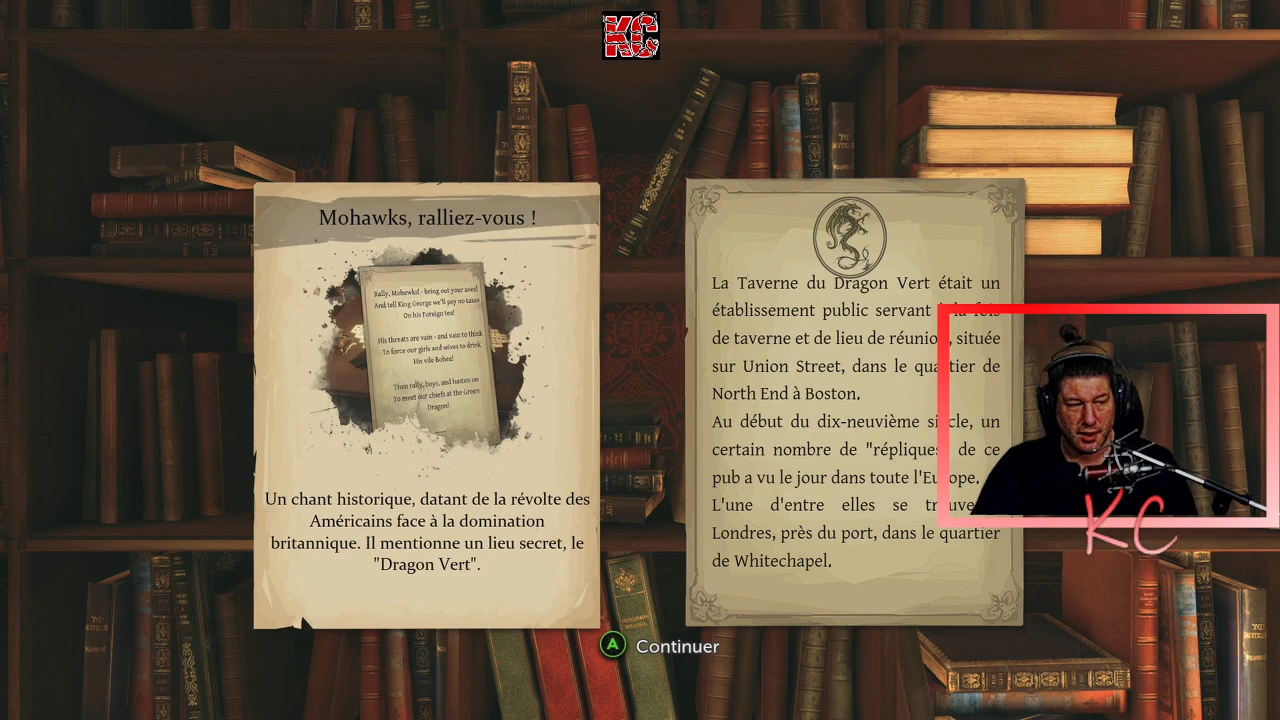 KC
Mohawks, ralliez-vous !
Rally, Mohawks! - bring out your axes!
And tell King George we'll pay no taxes
On his Foreign tea!
His threats are vain - and vain to think
To force our girls and wives to drink
His vile Bohea!
Then rally, boys, and hasten on
To meet our chiefs at the Green
Dragon!
Un chant historique, datant de la révolte des
Américains face à la domination
britannique. Il mentionne un lieu secret, le
"Dragon Vert".
La Taverne du Dragon Vert était un
établissement public servant à la fois
de taverne et de lieu de réunion, située
sur Union Street, dans le quartier de
North End à Boston.
Au début du dix-neuvième siècle, un
certain nombre de "répliques" de ce
pub a vu le jour dans toute l'Europe.
L'une d'entre elles se trouve
Londres, près du port, dans le quartier
de Whitechapel.
KC
A Continuer